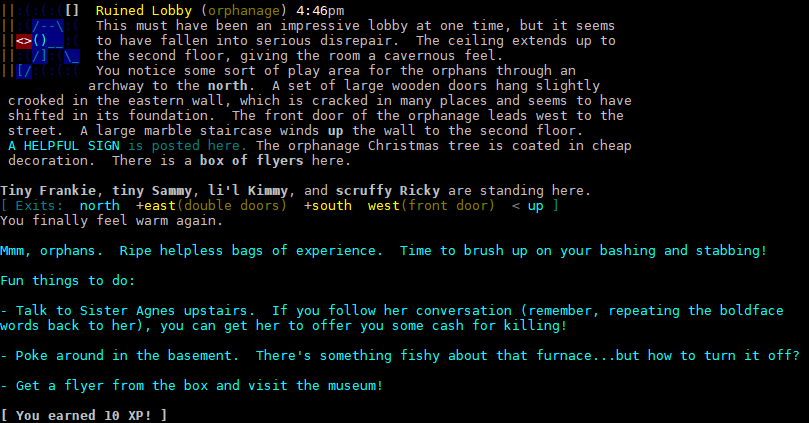 [] Ruined Lobby (orphanage) 4:46pm
This must have been an impressive lobby at one time, but it seems
to have fallen into serious disrepair.  The ceiling extends up to
the second floor, giving the room a cavernous feel.
You notice some sort of play area for the orphans through an
archway to the north.  A set of large wooden doors hang slightly
crooked in the eastern wall, which is cracked in many places and seems to have
shifted in its foundation.  The front door of the orphanage leads west to the
street.  A large marble staircase winds up the wall to the second floor.
A HELPFUL SIGN is posted here. The orphanage Christmas tree is coated in cheap
decoration.  There is a box of flyers here.
Tiny Frankie, tiny Sammy, li'l Kimmy, and scruffy Ricky are standing here.
[ Exits:  north  +east(double doors)  +south  west(front door)  < up ]
You finally feel warm again.
Mmm, orphans.  Ripe helpless bags of experience.  Time to brush up on your bashing and stabbing!
Fun things to do:
- Talk to Sister Agnes upstairs.  If you follow her conversation (remember, repeating the boldface
words back to her), you can get her to offer you some cash for killing!
- Poke around in the basement.  There's something fishy about that furnace...but how to turn it off?
- Get a flyer from the box and visit the museum!
[ You earned 10 XP! ]